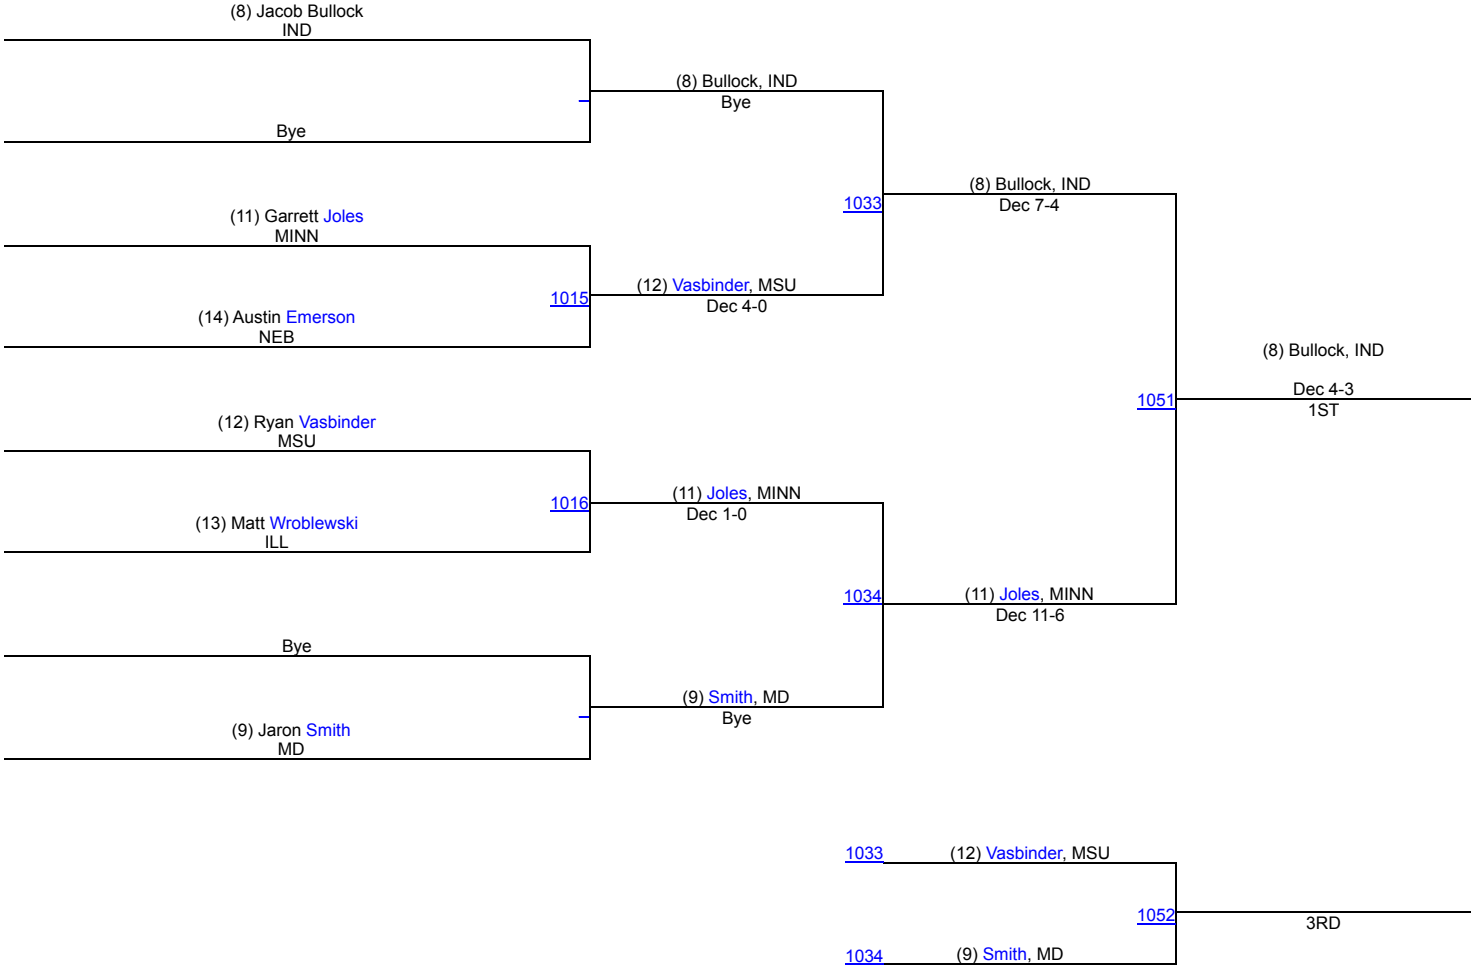 (8) Jacob Bullock
IND
Bye
(8) Bullock, IND
Bye
(11) Garrett Joles
MINN
(14) Austin Emerson
NEB
1015
(12) Vasbinder, MSU
Dec 4-0
1033
(8) Bullock, IND
Dec 7-4
(12) Ryan Vasbinder
MSU
(13) Matt Wroblewski
ILL
1016
(11) Joles, MINN
Dec 1-0
Bye
(9) Jaron Smith
MD
(9) Smith, MD
Bye
1034
(11) Joles, MINN
Dec 11-6
1051
(8) Bullock, IND
Dec 4-3
1ST
1033
(12) Vasbinder, MSU
1034
(9) Smith, MD
1052
3RD